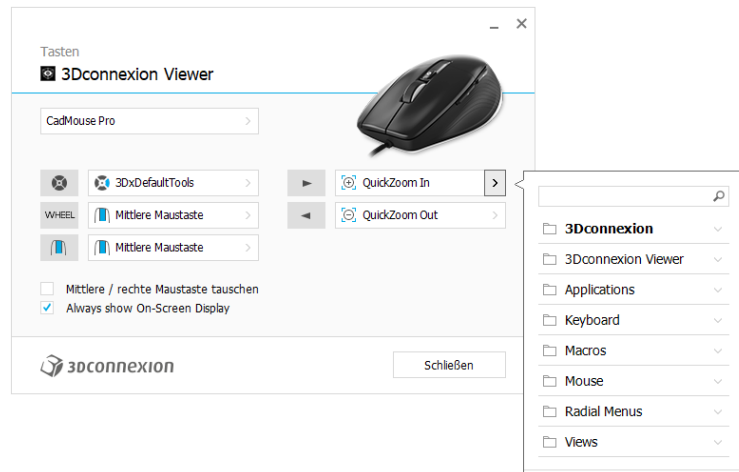 Tasten
3Dconnexion Viewer
CadMouse Pro
3DxDefaultTools
QuickZoom In
WHEEL
Mittlere Maustaste
QuickZoom Out
Mittlere Maustaste
Mittlere / rechte Maustaste tauschen
Always show On-Screen Display
3Dconnexion
Schließen
3Dconnexion
3Dconnexion Viewer
Applications
Keyboard
Macros
Mouse
Radial Menus
Views